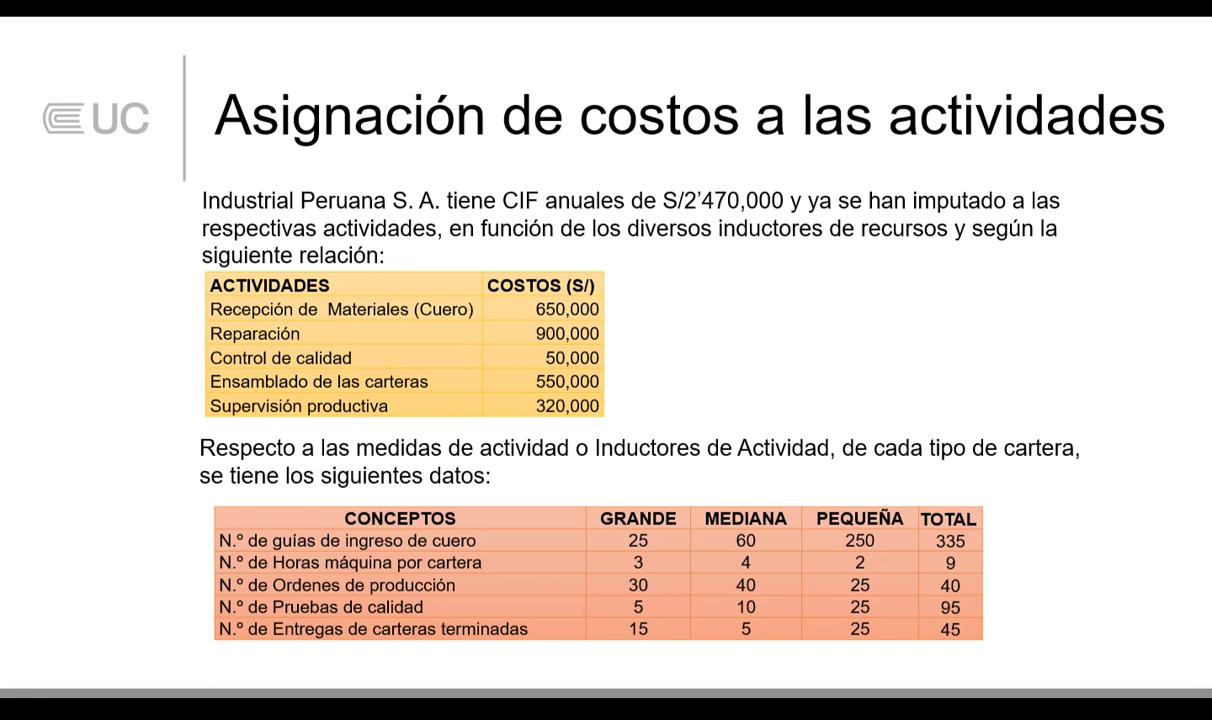 UC
Asignación de costos a las actividades
Industrial Peruana S. A. tiene CIF anuales de S/2'470,000 y ya se han imputado a las
respectivas actividades, en función de los diversos inductores de recursos y según la
siguiente relación:
ACTIVIDADES COSTOS (S/)
Recepción de Materiales (Cuero) 650,000
Reparación 900,000
Control de calidad 50,000
Ensamblado de las carteras 550,000
Supervisión productiva 320,000
Respecto a las medidas de actividad o Inductores de Actividad, de cada tipo de cartera,
se tiene los siguientes datos:
CONCEPTOS GRANDE MEDIANA PEQUEÑA TOTAL
N.º de guías de ingreso de cuero 25 60 250 335
N.º de Horas máquina por cartera 3 4 2 9
N.º de Ordenes de producción 30 40 25 40
N.º de Pruebas de calidad 5 10 25 95
N.º de Entregas de carteras terminadas 15 5 25 45